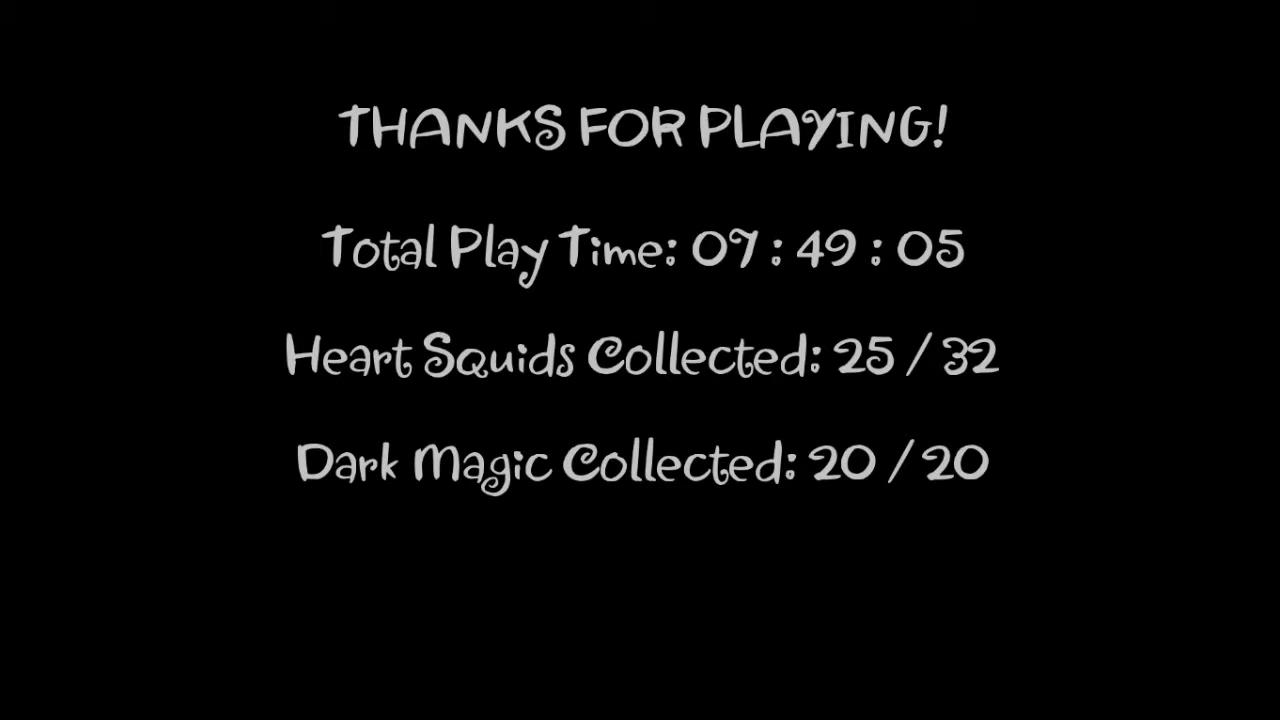 THANKS FOR PLAYING!
Total Play Time: 07 : 49 : 05
Heart Squids Collected: 25 / 32
Dark Magic Collected: 20 / 20